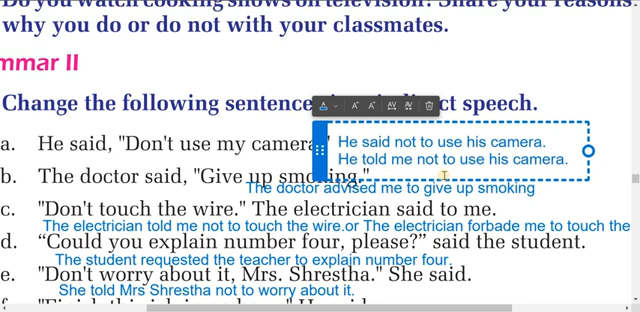 Do you watch cooking shows on television? Share your reasons
why you do or do not with your classmates.
mmar II
Change the following sentence ct speech.
a. He said, "Don't use my camera
He said not to use his camera.
He told me not to use his camera.
b. The doctor said, "Give up smoking."
The doctor advised me to give up smoking
c. "Don't touch the wire." The electrician said to me.
The electrician told me not to touch the wire.or The electrician forbade me to touch the
d. “Could you explain number four, please?” said the student.
The student requested the teacher to explain number four.
e. "Don't worry about it, Mrs. Shrestha." She said.
She told Mrs Shrestha not to worry about it.